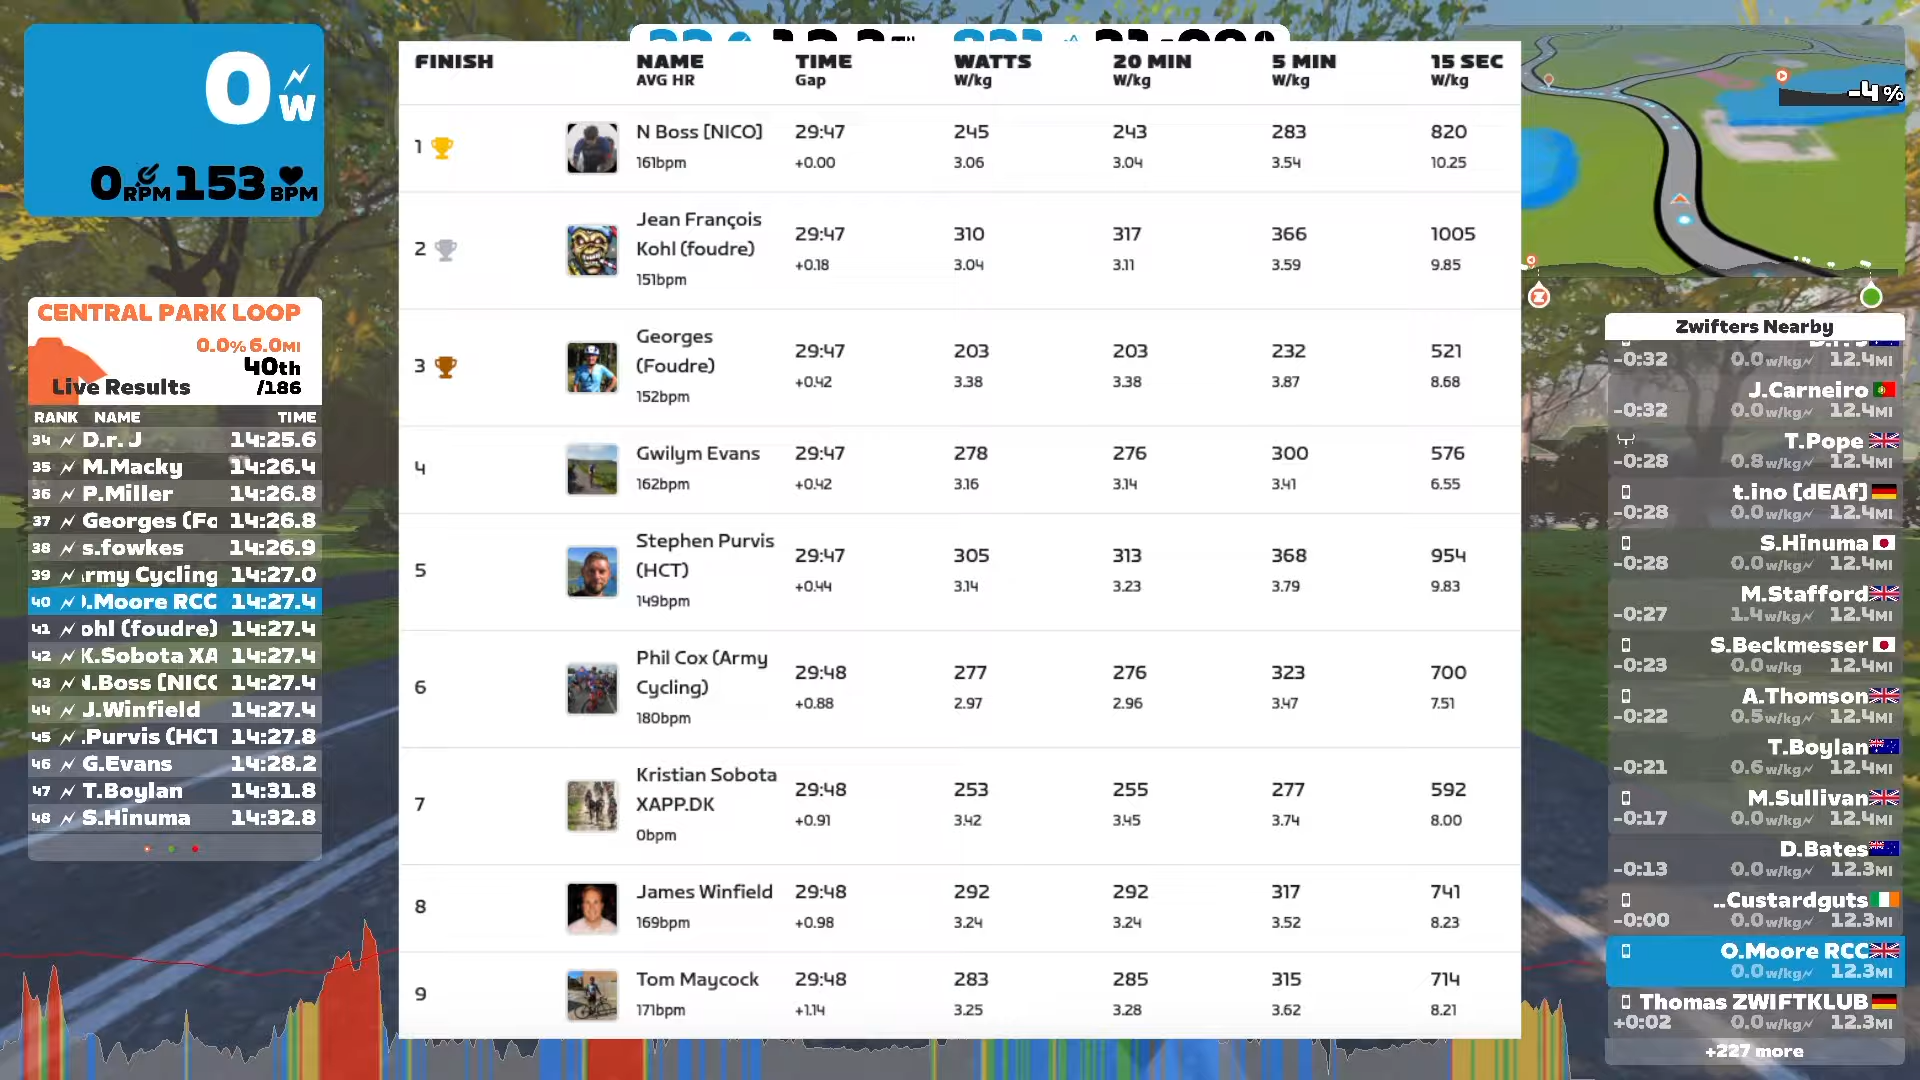 0 W
0 RPM 153 BPM
CENTRAL PARK LOOP
0.0% 6.0MI
40th
Live Results /186
RANK NAME TIME
34 D.r. J 14:25.6
35 M.Macky 14:26.4
36 P.Miller 14:26.8
37 Georges (Fo 14:26.8
38 s.fowkes 14:26.9
39 rmy Cycling 14:27.0
40 .Moore RCC 14:27.4
41 ohl (foudre) 14:27.4
42 K.Sobota XA 14:27.4
43 .Boss [NICO 14:27.4
44 J.Winfield 14:27.4
45 .Purvis (HCT 14:27.8
46 G.Evans 14:28.2
47 T.Boylan 14:31.8
48 S.Hinuma 14:32.8
FINISH NAME TIME WATTS 20 MIN 5 MIN 15 SEC
AVG HR Gap W/kg W/kg W/kg W/kg
1 N Boss [NICO] 29:47 245 243 283 820
161bpm +0.00 3.06 3.04 3.54 10.25
Jean François
2 Kohl (foudre) 29:47 310 317 366 1005
151bpm +0.18 3.04 3.11 3.59 9.85
Georges
3 (Foudre) 29:47 203 203 232 521
152bpm +0.42 3.38 3.38 3.87 8.68
4 Gwilym Evans 29:47 278 276 300 576
162bpm +0.42 3.16 3.14 3.41 6.55
Stephen Purvis
5 (HCT) 29:47 305 313 368 954
149bpm +0.44 3.14 3.23 3.79 9.83
Phil Cox (Army
6 Cycling) 29:48 277 276 323 700
180bpm +0.88 2.97 2.96 3.47 7.51
Kristian Sobota
7 XAPP.DK 29:48 253 255 277 592
0bpm +0.91 3.42 3.45 3.74 8.00
8 James Winfield 29:48 292 292 317 741
169bpm +0.98 3.24 3.24 3.52 8.23
9 Tom Maycock 29:48 283 285 315 714
171bpm +1.14 3.25 3.28 3.62 8.21
-4%
Zwifters Nearby
-0:32 0.0 w/kg 12.4MI
J.Carneiro
-0:32 0.0w/kg 12.4MI
T.Pope
-0:28 0.8w/kg 12.4MI
t.ino [dEAf]
-0:28 0.0w/kg 12.4MI
S.Hinuma
-0:28 0.0w/kg 12.4MI
M.Stafford
-0:27 1.4w/kg 12.4MI
S.Beckmesser
-0:23 0.0w/kg 12.4MI
A.Thomson
-0:22 0.5w/kg 12.4MI
T.Boylan
-0:21 0.6w/kg 12.4MI
M.Sullivan
-0:17 0.0w/kg 12.4MI
D.Bates
-0:13 0.0w/kg 12.3MI
..Custardguts
-0:00 0.0w/kg 12.3MI
O.Moore RCC
0.0w/kg 12.3MI
Thomas ZWIFTKLUB
+0:02 0.0w/kg 12.3MI
+227 more